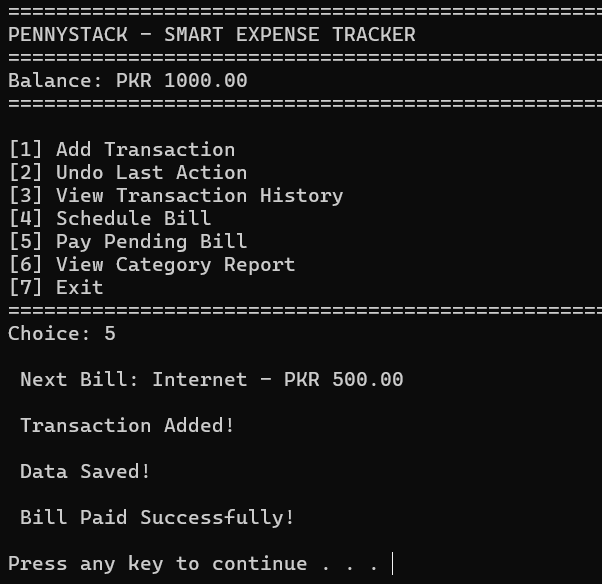 ==================================================
PENNYSTACK - SMART EXPENSE TRACKER
==================================================
Balance: PKR 1000.00
==================================================
[1] Add Transaction
[2] Undo Last Action
[3] View Transaction History
[4] Schedule Bill
[5] Pay Pending Bill
[6] View Category Report
[7] Exit
==================================================
Choice: 5
Next Bill: Internet - PKR 500.00
Transaction Added!
Data Saved!
Bill Paid Successfully!
Press any key to continue . . .